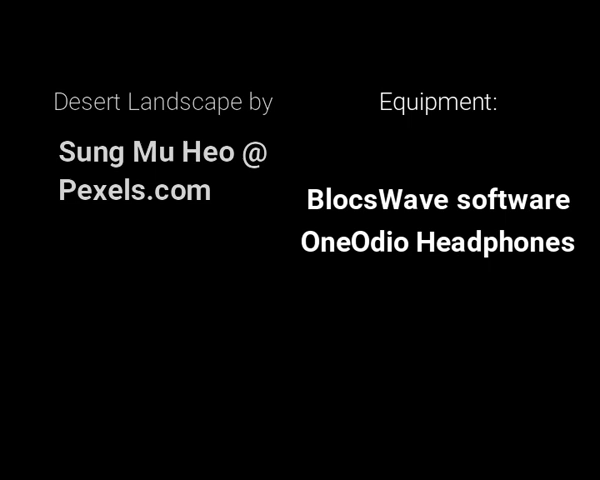 Desert Landscape by
Sung Mu Heo @
Pexels.com
Equipment:
BlocsWave software
OneOdio Headphones